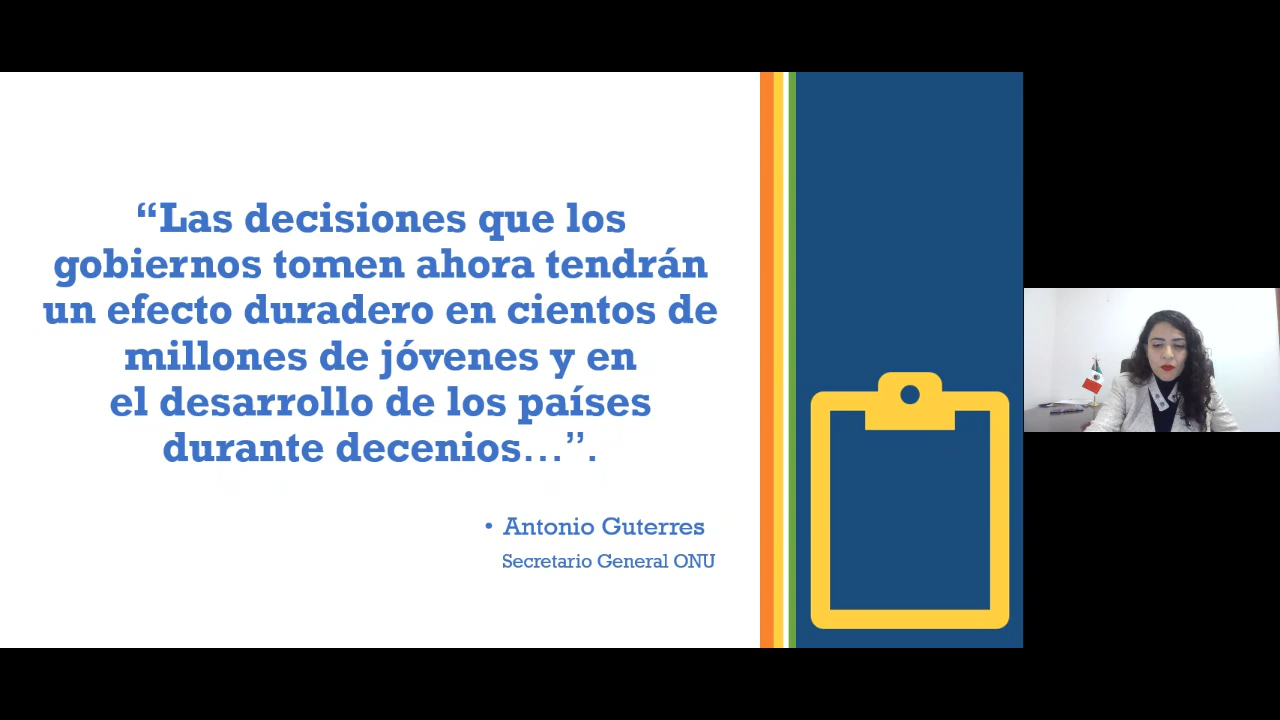 “Las decisiones que los
gobiernos tomen ahora tendrán
un efecto duradero en cientos de
millones de jóvenes y en
el desarrollo de los países
durante decenios...”.
• Antonio Guterres
Secretario General ONU